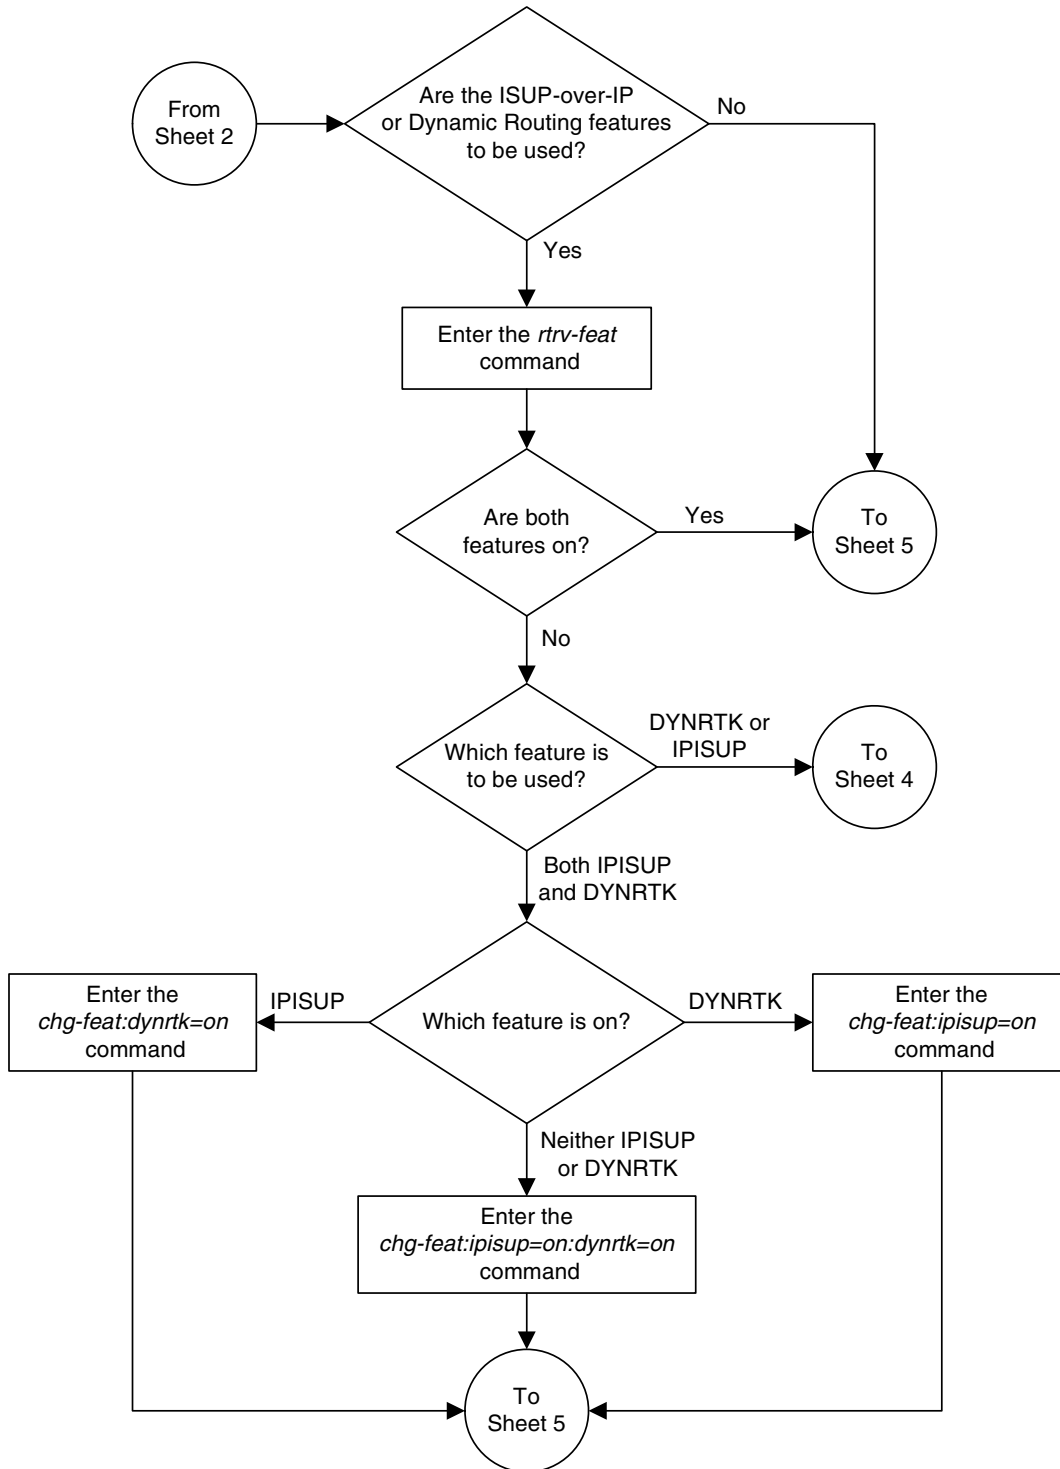 From
Sheet 2
Are the ISUP-over-IP
or Dynamic Routing features
to be used?
No
Yes
Enter the rtrv-feat
command
Are both
features on?
Yes
To
Sheet 5
No
Which feature is
to be used?
DYNRTK or
IPISUP
To
Sheet 4
Both IPISUP
and DYNRTK
Enter the
chg-feat:dynrtk=on
command
IPISUP
Which feature is on?
DYNRTK
Enter the
chg-feat:ipisup=on
command
Neither IPISUP
or DYNRTK
Enter the
chg-feat:ipisup=on:dynrtk=on
command
To
Sheet 5